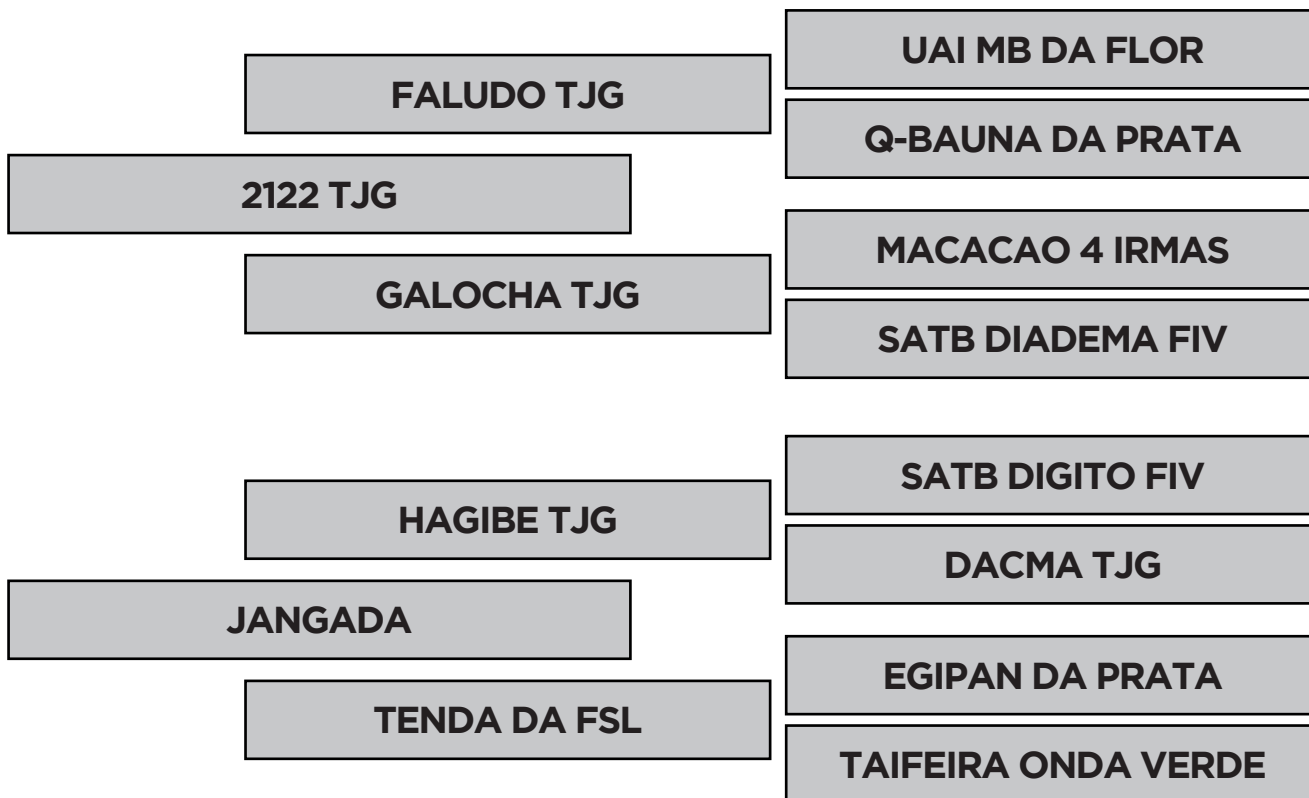 UAI MB DA FLOR
FALUDO TJG
Q-BAUNA DA PRATA
2122 TJG
MACACAO 4 IRMAS
GALOCHA TJG
SATB DIADEMA FIV
SATB DIGITO FIV
HAGIBE TJG
DACMA TJG
JANGADA
EGIPAN DA PRATA
TENDA DA FSL
TAIFEIRA ONDA VERDE